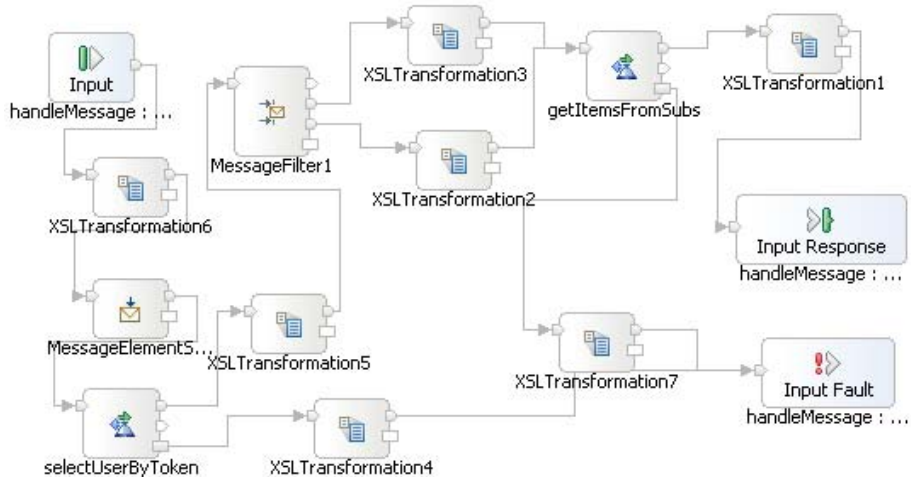 XSLTransformation3
XSLTransformation1
Input
handleMessage : ...
getItemsFromSubs
MessageFilter1
XSLTransformation2
XSLTransformation6
Input Response
handleMessage : ...
MessageElementS...
XSLTransformation5
XSLTransformation7
Input Fault
handleMessage : ...
selectUserByToken
XSLTransformation4